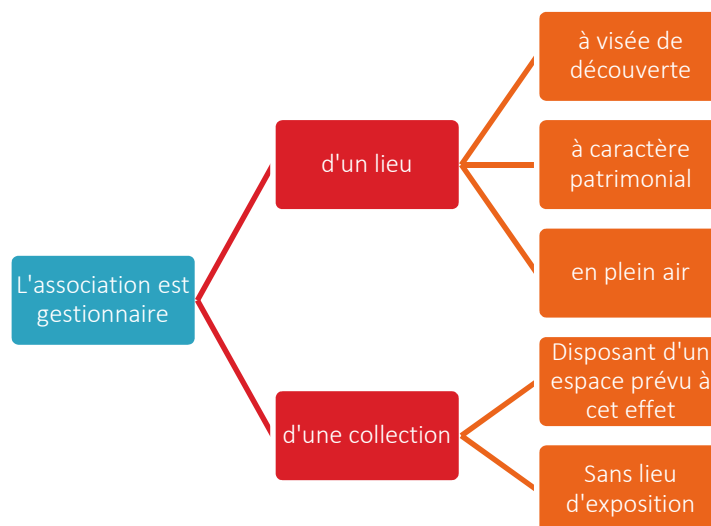 L'association est
gestionnaire
d'un lieu
à visée de
découverte
à caractère
patrimonial
en plein air
d'une collection
Disposant d'un
espace prévu à
cet effet
Sans lieu
d'exposition